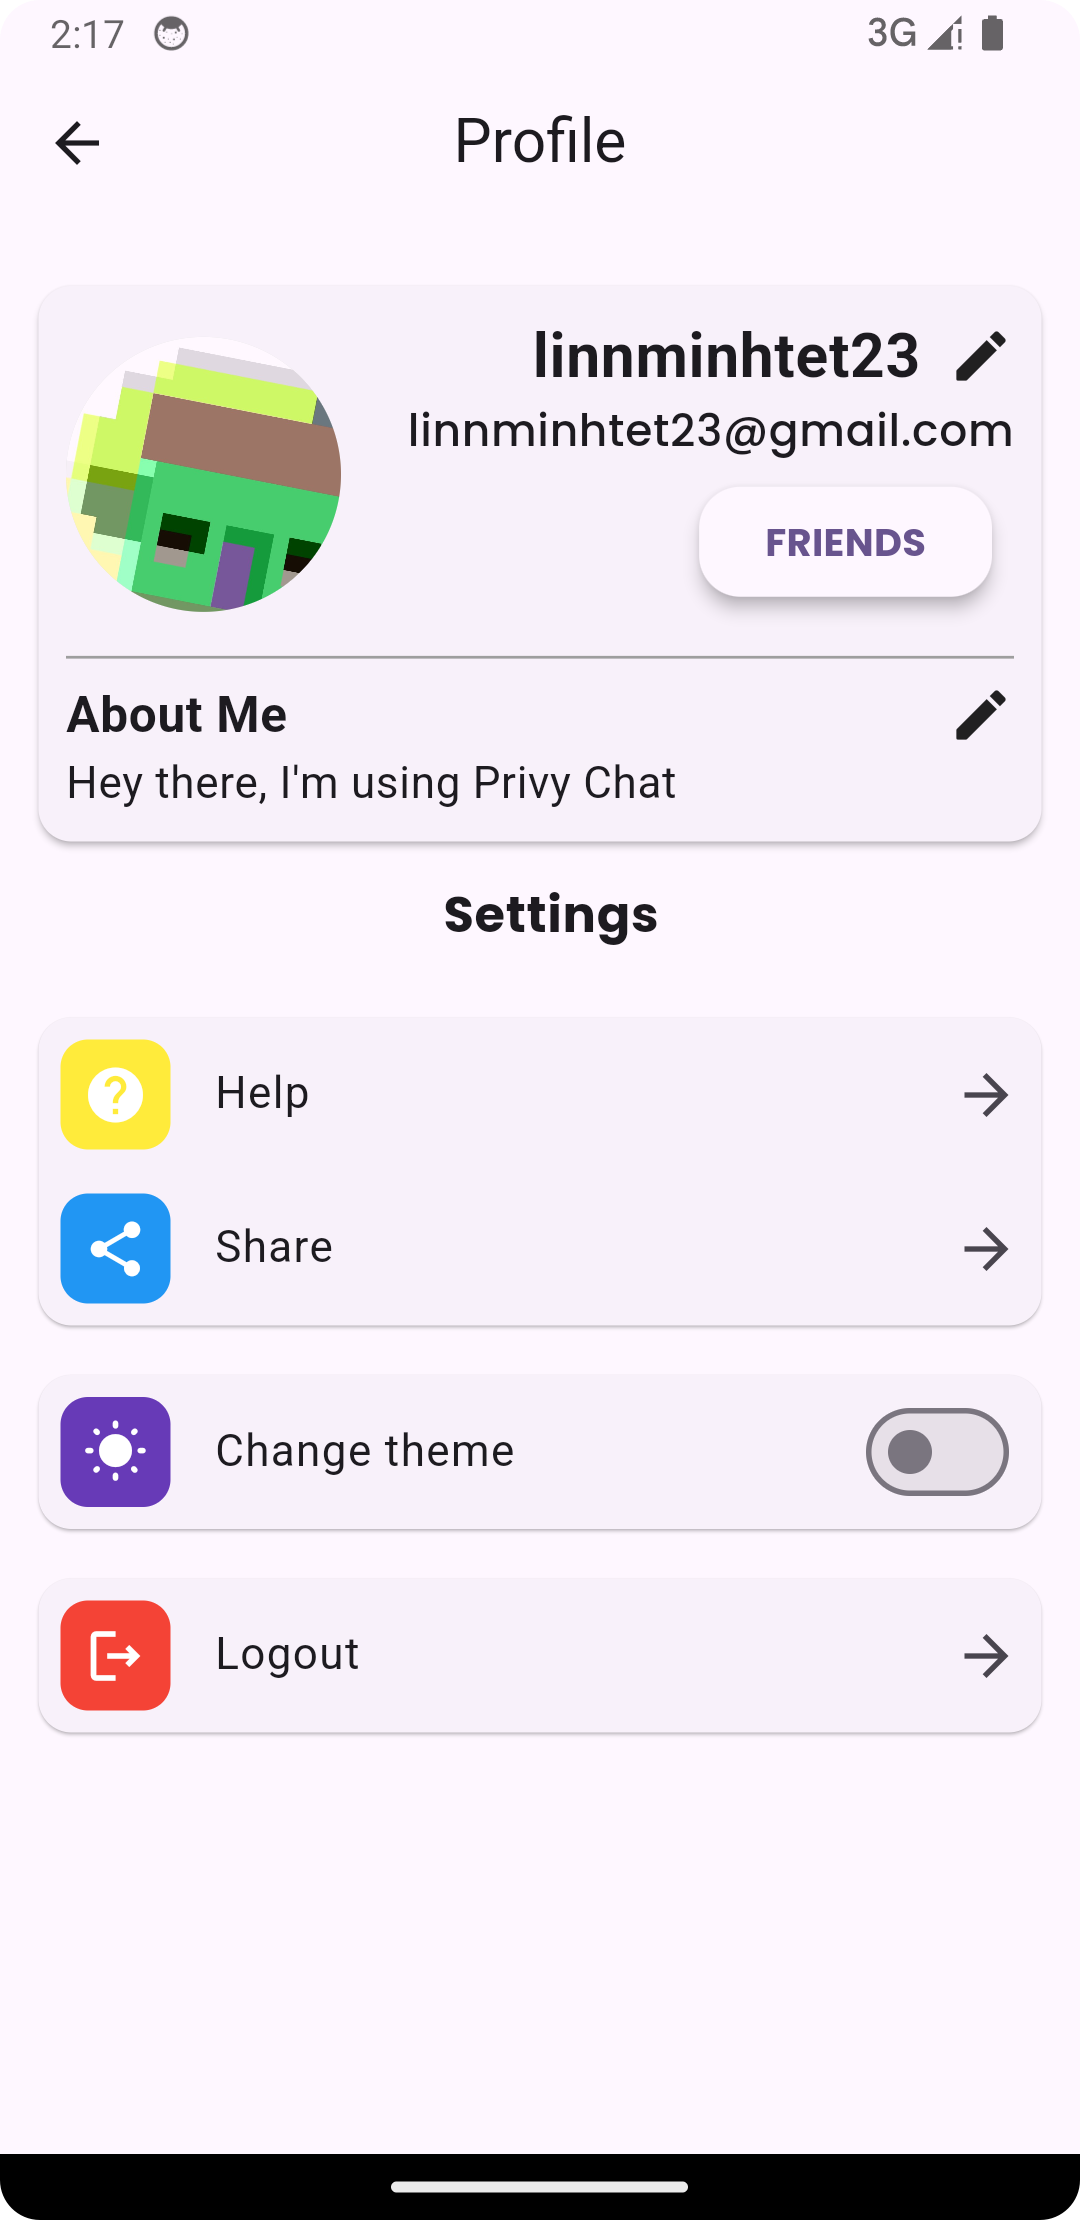 2:17
3G
Profile
linnminhtet23
linnminhtet23@gmail.com
FRIENDS
About Me
Hey there, I'm using Privy Chat
Settings
Help
Share
Change theme
Logout